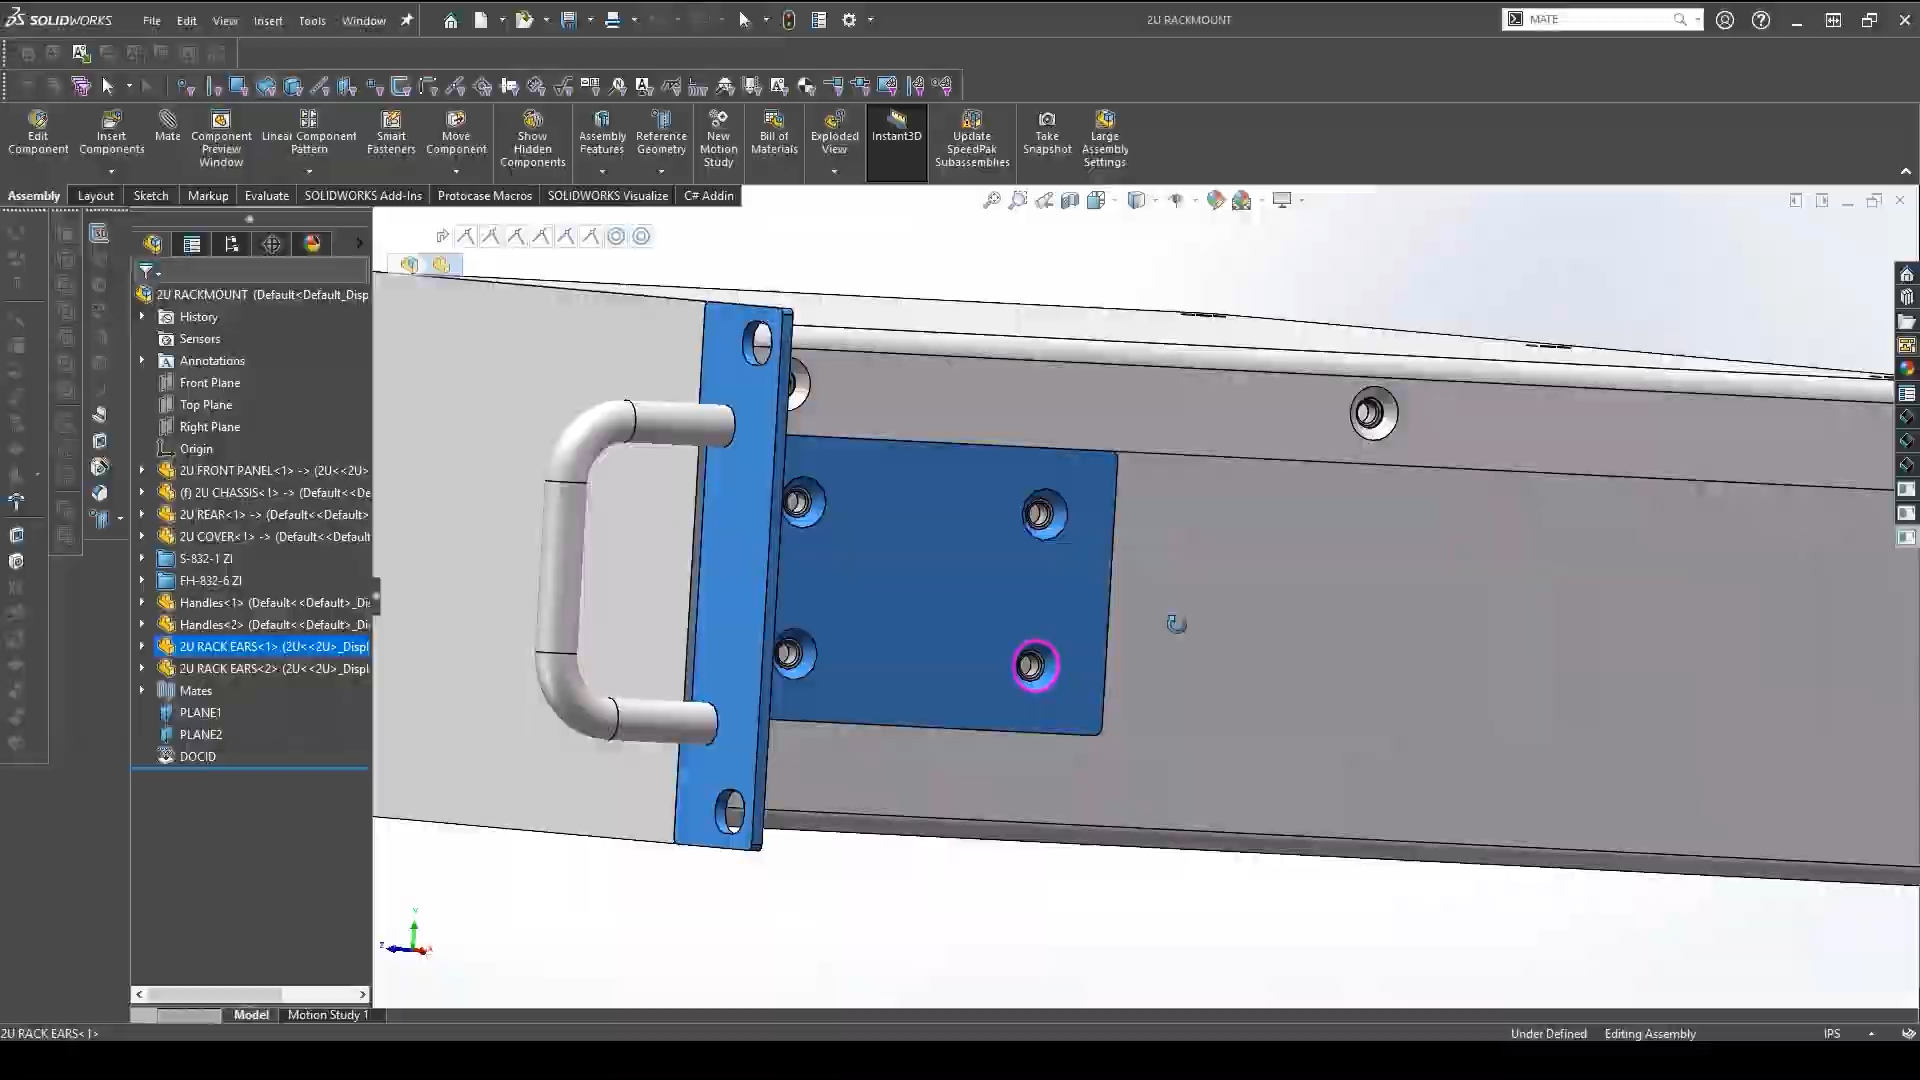 SOLIDWORKS File Edit View Insert Tools Window 2U RACKMOUNT MATE
Edit Component
Insert Components
Mate
Component Preview Window
Linear Component Pattern
Smart Fasteners
Move Component
Show Hidden Components
Assembly Features
Reference Geometry
New Motion Study
Bill of Materials
Exploded View
Instant3D
Update SpeedPak Subassemblies
Take Snapshot
Large Assembly Settings
Assembly Layout Sketch Markup Evaluate SOLIDWORKS Add-Ins Protocase Macros SOLIDWORKS Visualize C# Addin
2U RACKMOUNT (Default<Default_Disp
History
Sensors
Annotations
Front Plane
Top Plane
Right Plane
Origin
2U FRONT PANEL<1> -> (2U<<2U>
(f) 2U CHASSIS<1> -> (Default<<De
2U REAR<1> -> (Default<<Default>
2U COVER<1> -> (Default<<Default
S-832-1 ZI
FH-832-6 ZI
Handles<1> (Default<<Default>_Di
Handles<2> (Default<<Default>_Di
2U RACK EARS<1> (2U<<2U>_Displ
2U RACK EARS<2> (2U<<2U>_Displ
Mates
PLANE1
PLANE2
DOCID
Y
Z
X
Model Motion Study 1
2U RACK EARS<1> Under Defined Editing Assembly IPS